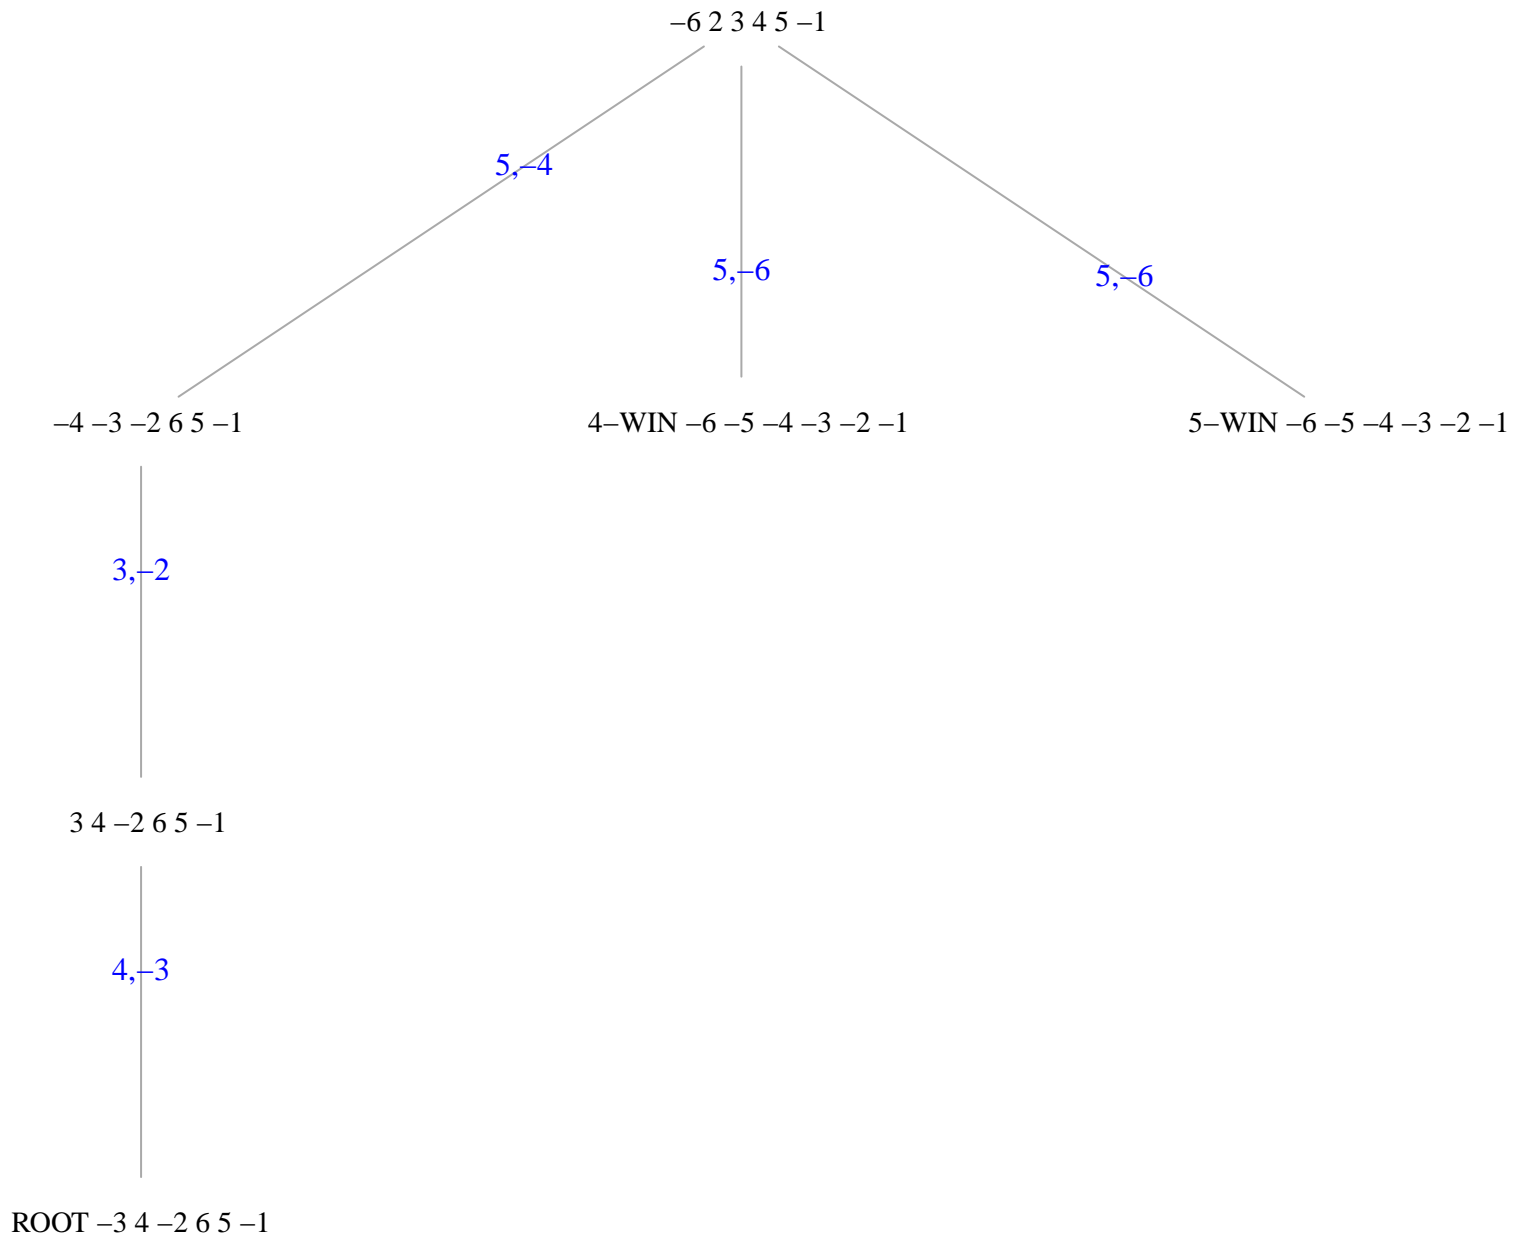 –6 2 3 4 5 –1
5,–4
5,–6
5,–6
–4 –3 –2 6 5 –1
4–WIN –6 –5 –4 –3 –2 –1
5–WIN –6 –5 –4 –3 –2 –1
3,–2
3 4 –2 6 5 –1
4,–3
ROOT –3 4 –2 6 5 –1